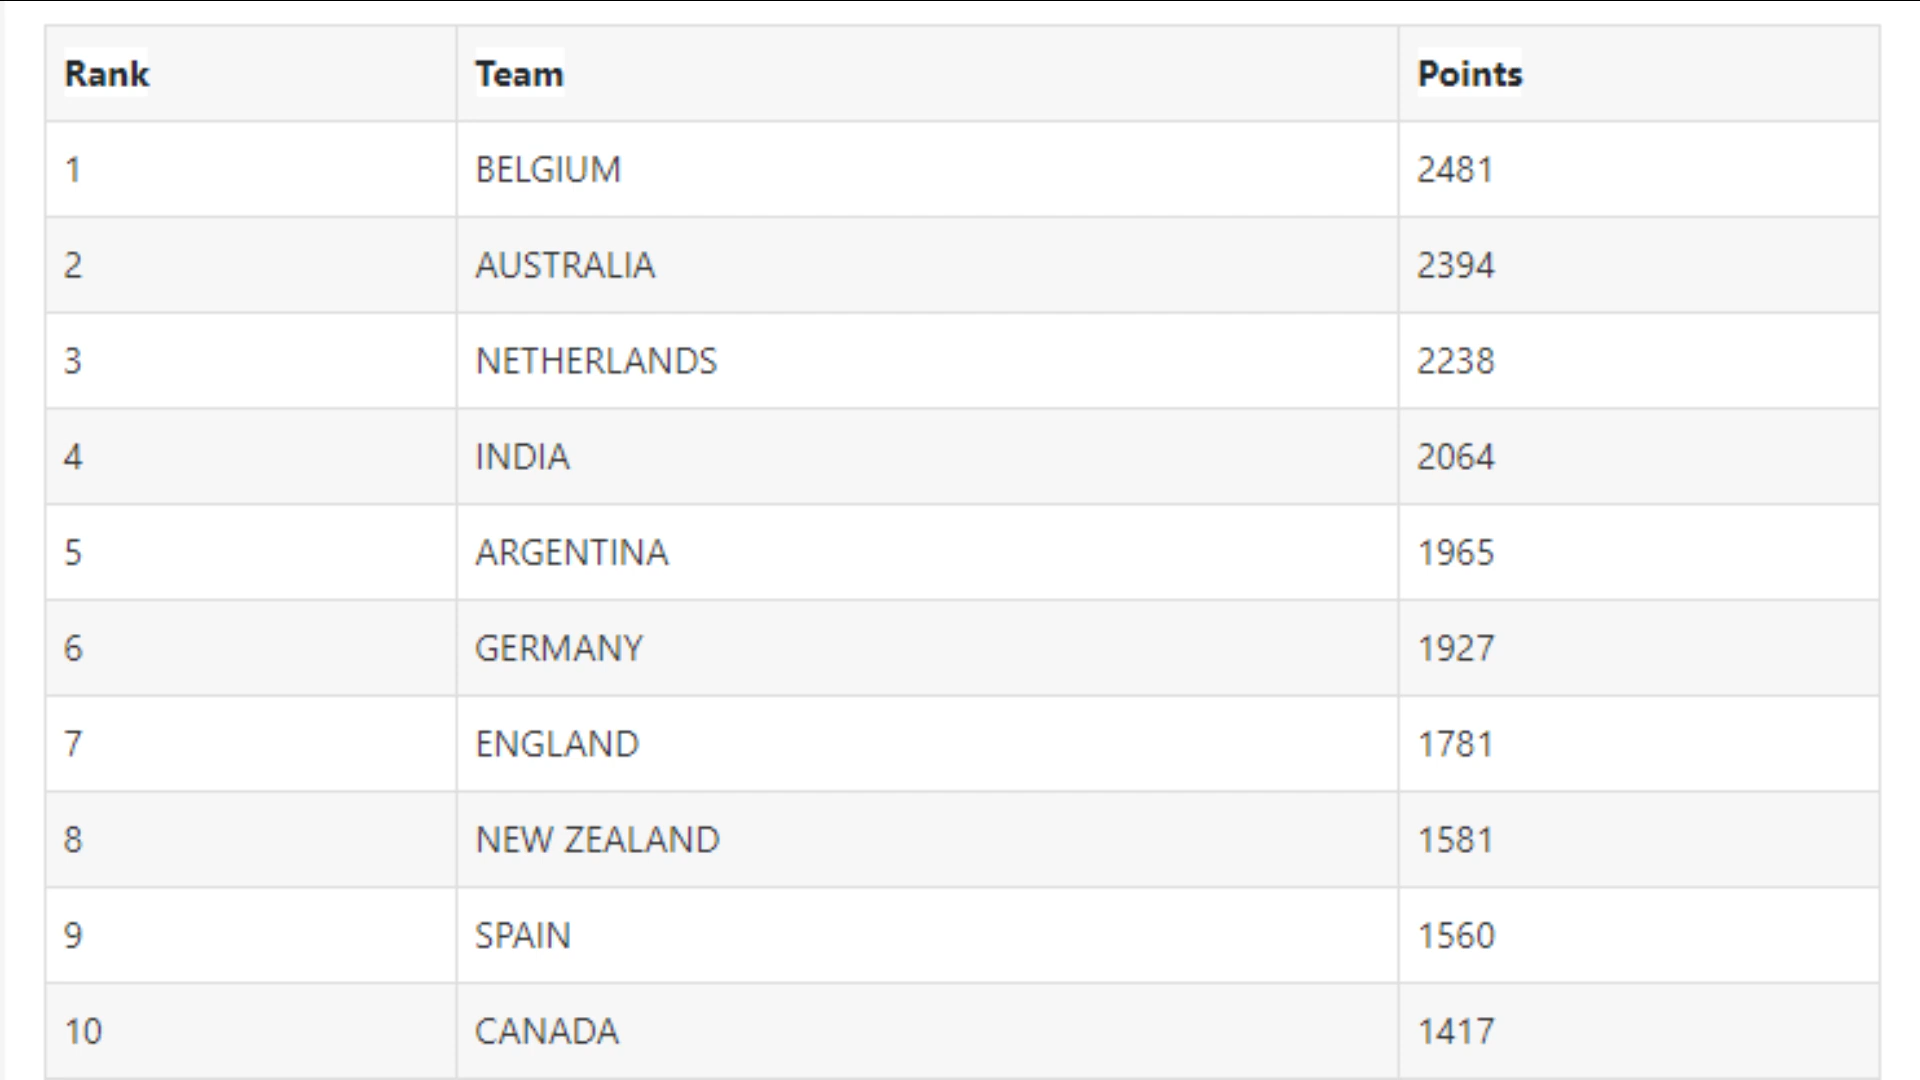 Rank Team Points
1 BELGIUM 2481
2 AUSTRALIA 2394
3 NETHERLANDS 2238
4 INDIA 2064
5 ARGENTINA 1965
6 GERMANY 1927
7 ENGLAND 1781
8 NEW ZEALAND 1581
9 SPAIN 1560
10 CANADA 1417